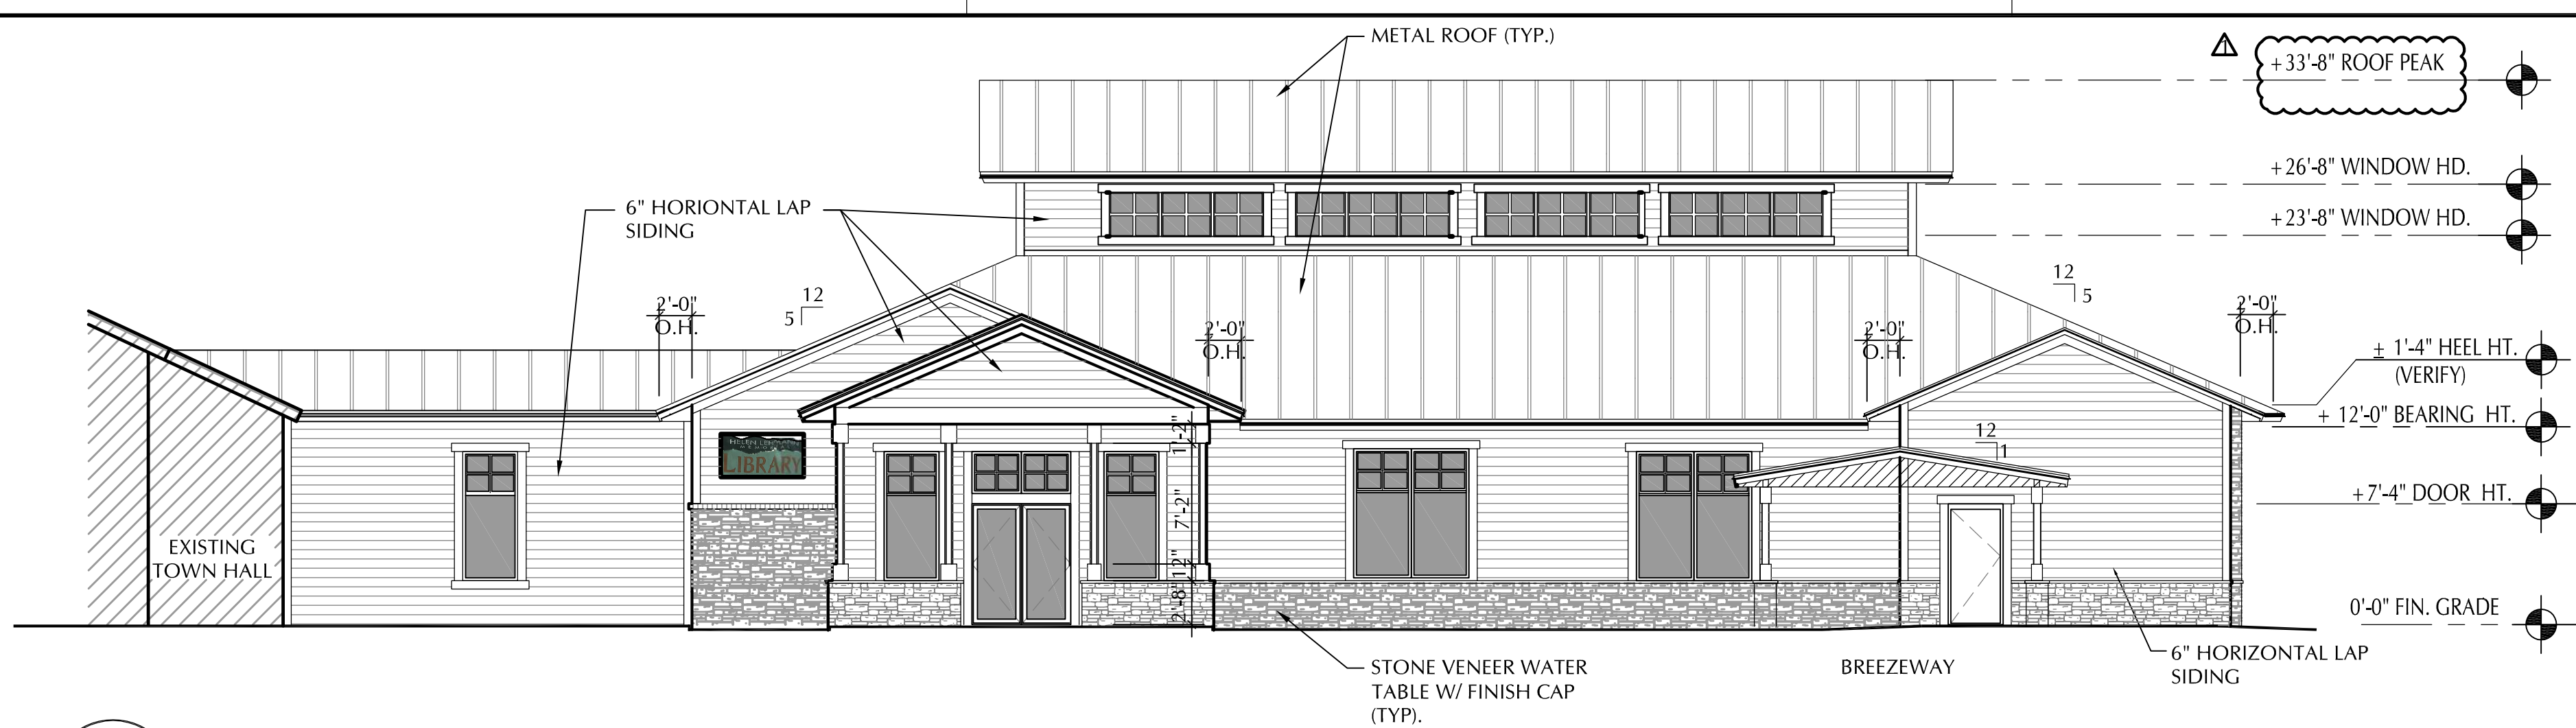 METAL ROOF (TYP.)
1
+33'-8" ROOF PEAK
+26'-8" WINDOW HD.
6" HORIONTAL LAP
SIDING
+23'-8" WINDOW HD.
12
5
12
5
2'-0"
O.H.
2'-0"
O.H.
2'-0"
O.H.
2'-0"
O.H.
± 1'-4" HEEL HT.
(VERIFY)
+ 12'-0" BEARING HT.
12
1
1'-2"
7'-2"
12"
2'-8"
LIBRARY
+7'-4" DOOR HT.
EXISTING
TOWN HALL
0'-0" FIN. GRADE
STONE VENEER WATER
TABLE W/ FINISH CAP
(TYP).
BREEZEWAY
6" HORIZONTAL LAP
SIDING